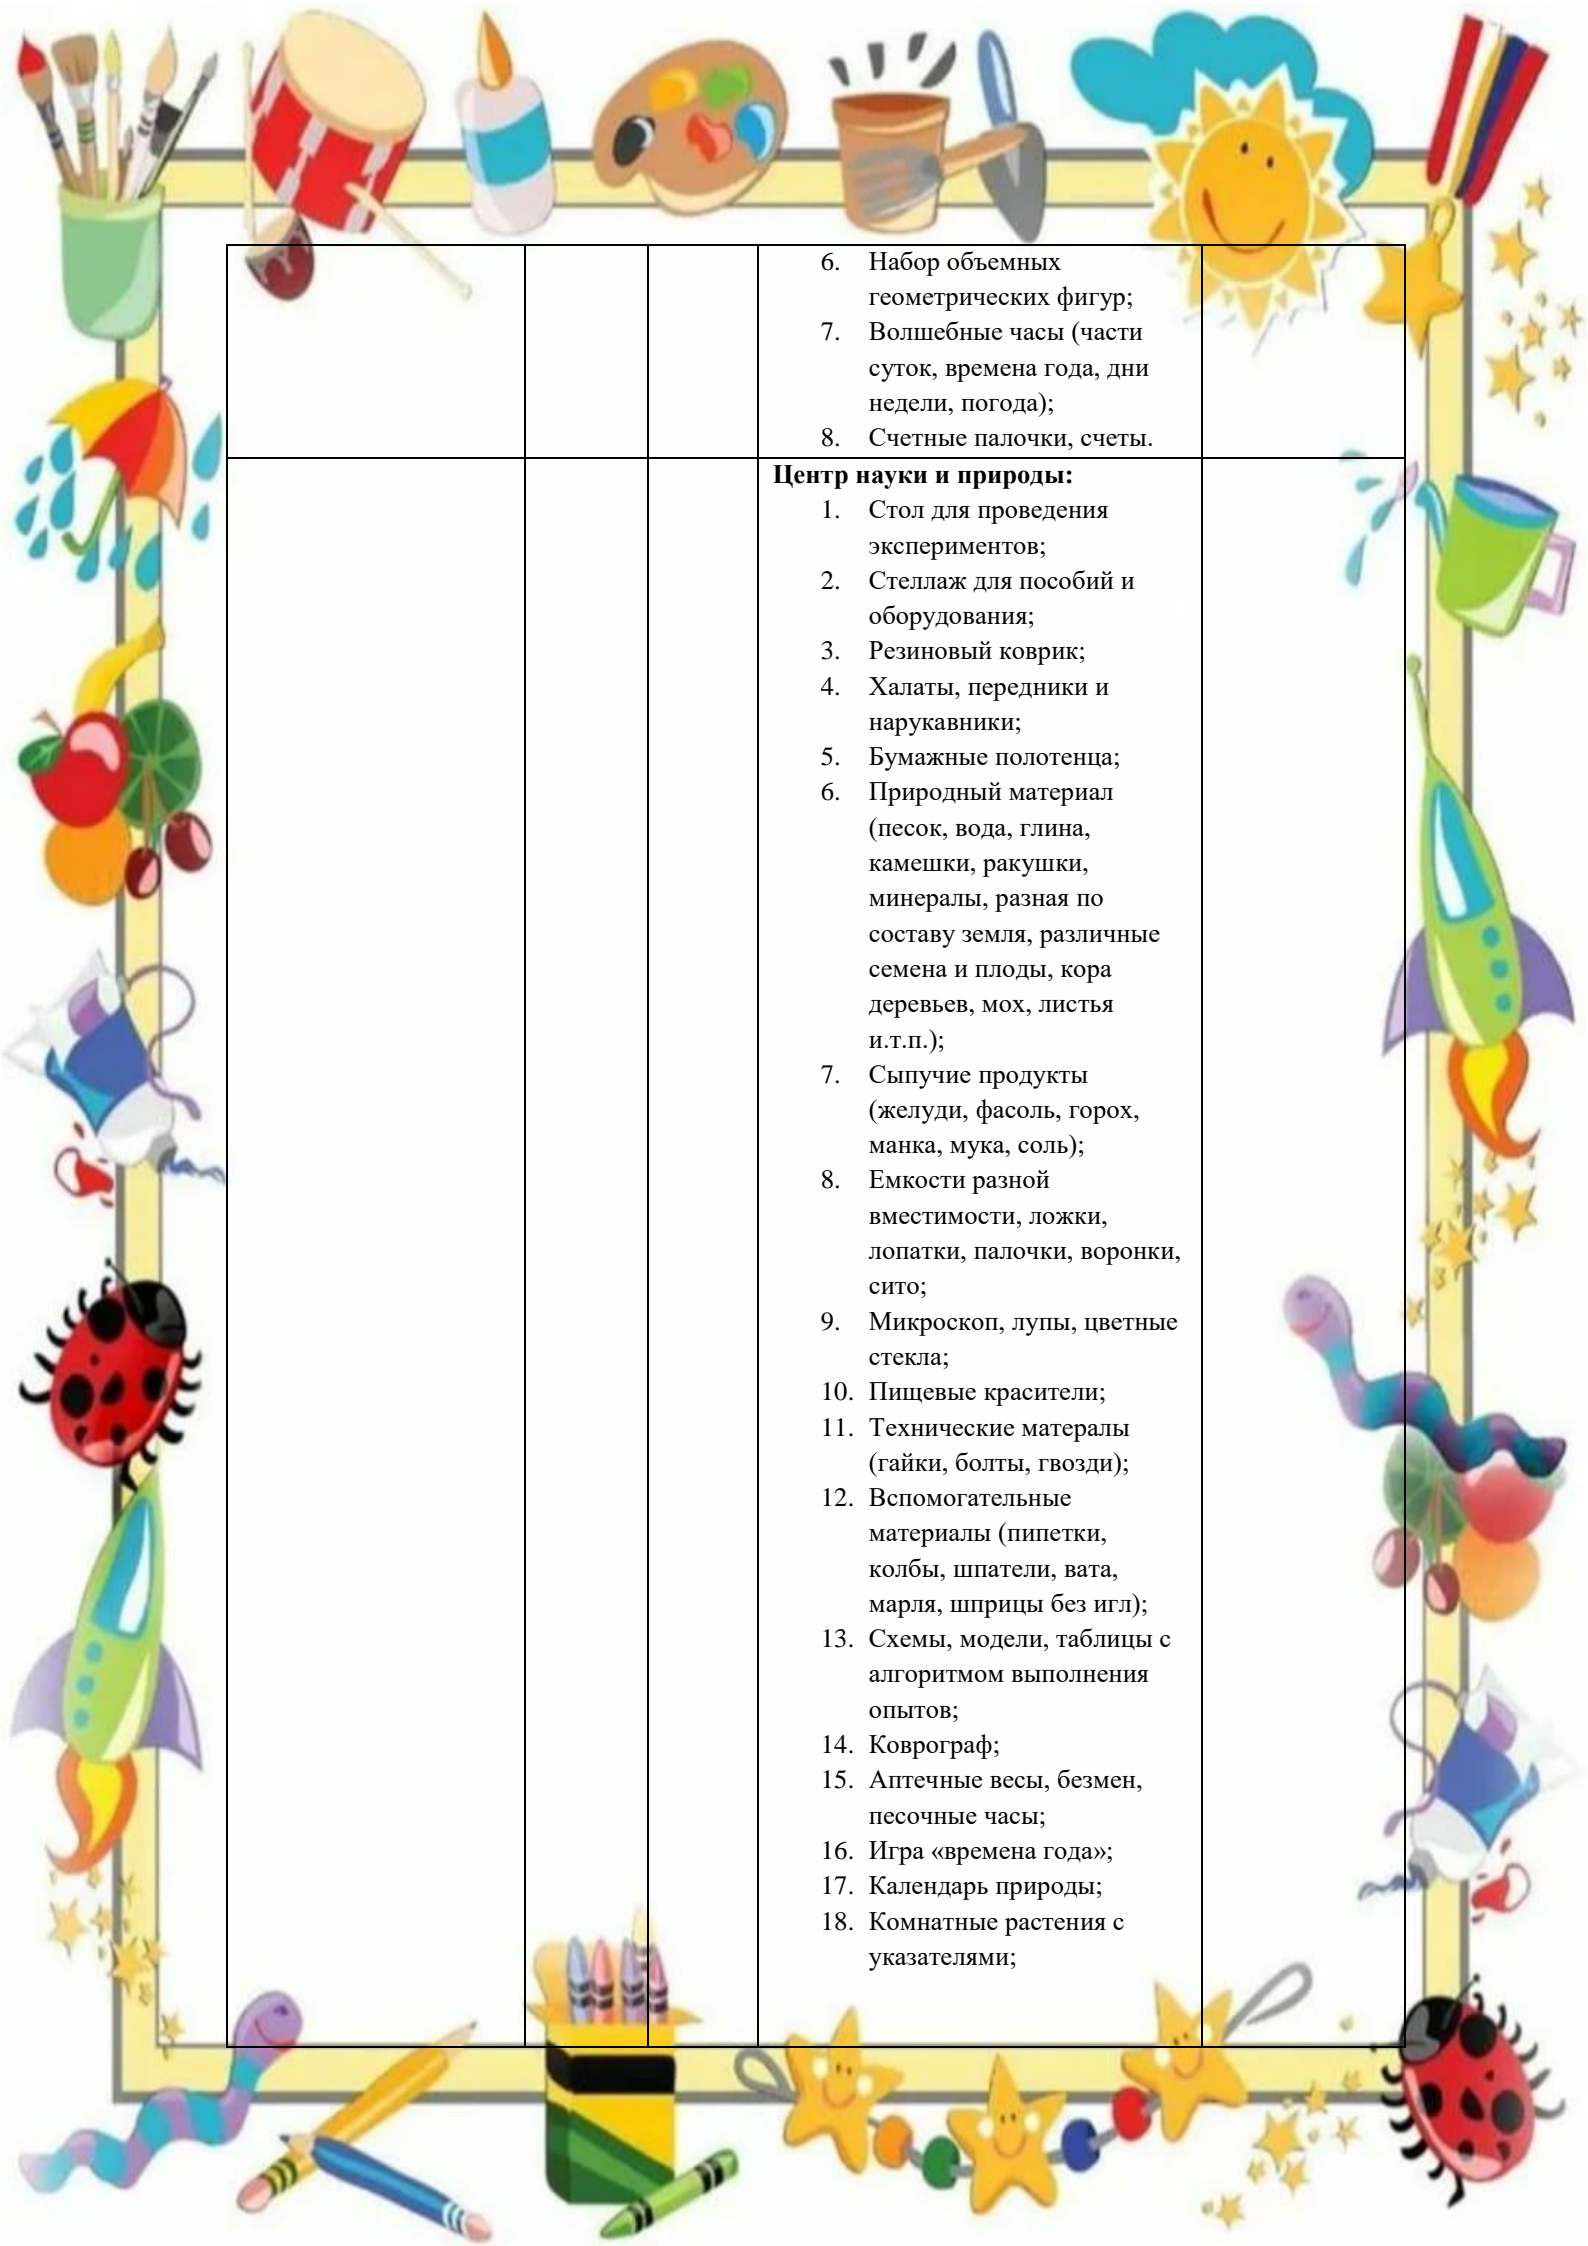 6. Набор объемных
геометрических фигур;
7. Волшебные часы (части
суток, времена года, дни
недели, погода);
8. Счетные палочки, счеты.
Центр науки и природы:
1. Стол для проведения
экспериментов;
2. Стеллаж для пособий и
оборудования;
3. Резиновый коврик;
4. Халаты, передники и
нарукавники;
5. Бумажные полотенца;
6. Природный материал
(песок, вода, глина,
камешки, ракушки,
минералы, разная по
составу земля, различные
семена и плоды, кора
деревьев, мох, листья
и.т.п.);
7. Сыпучие продукты
(желуди, фасоль, горох,
манка, мука, соль);
8. Емкости разной
вместимости, ложки,
лопатки, палочки, воронки,
сито;
9. Микроскоп, лупы, цветные
стекла;
10. Пищевые красители;
11. Технические матералы
(гайки, болты, гвозди);
12. Вспомогательные
материалы (пипетки,
колбы, шпатели, вата,
марля, шприцы без игл);
13. Схемы, модели, таблицы с
алгоритмом выполнения
опытов;
14. Коврограф;
15. Аптечные весы, безмен,
песочные часы;
16. Игра «времена года»;
17. Календарь природы;
18. Комнатные растения с
указателями;